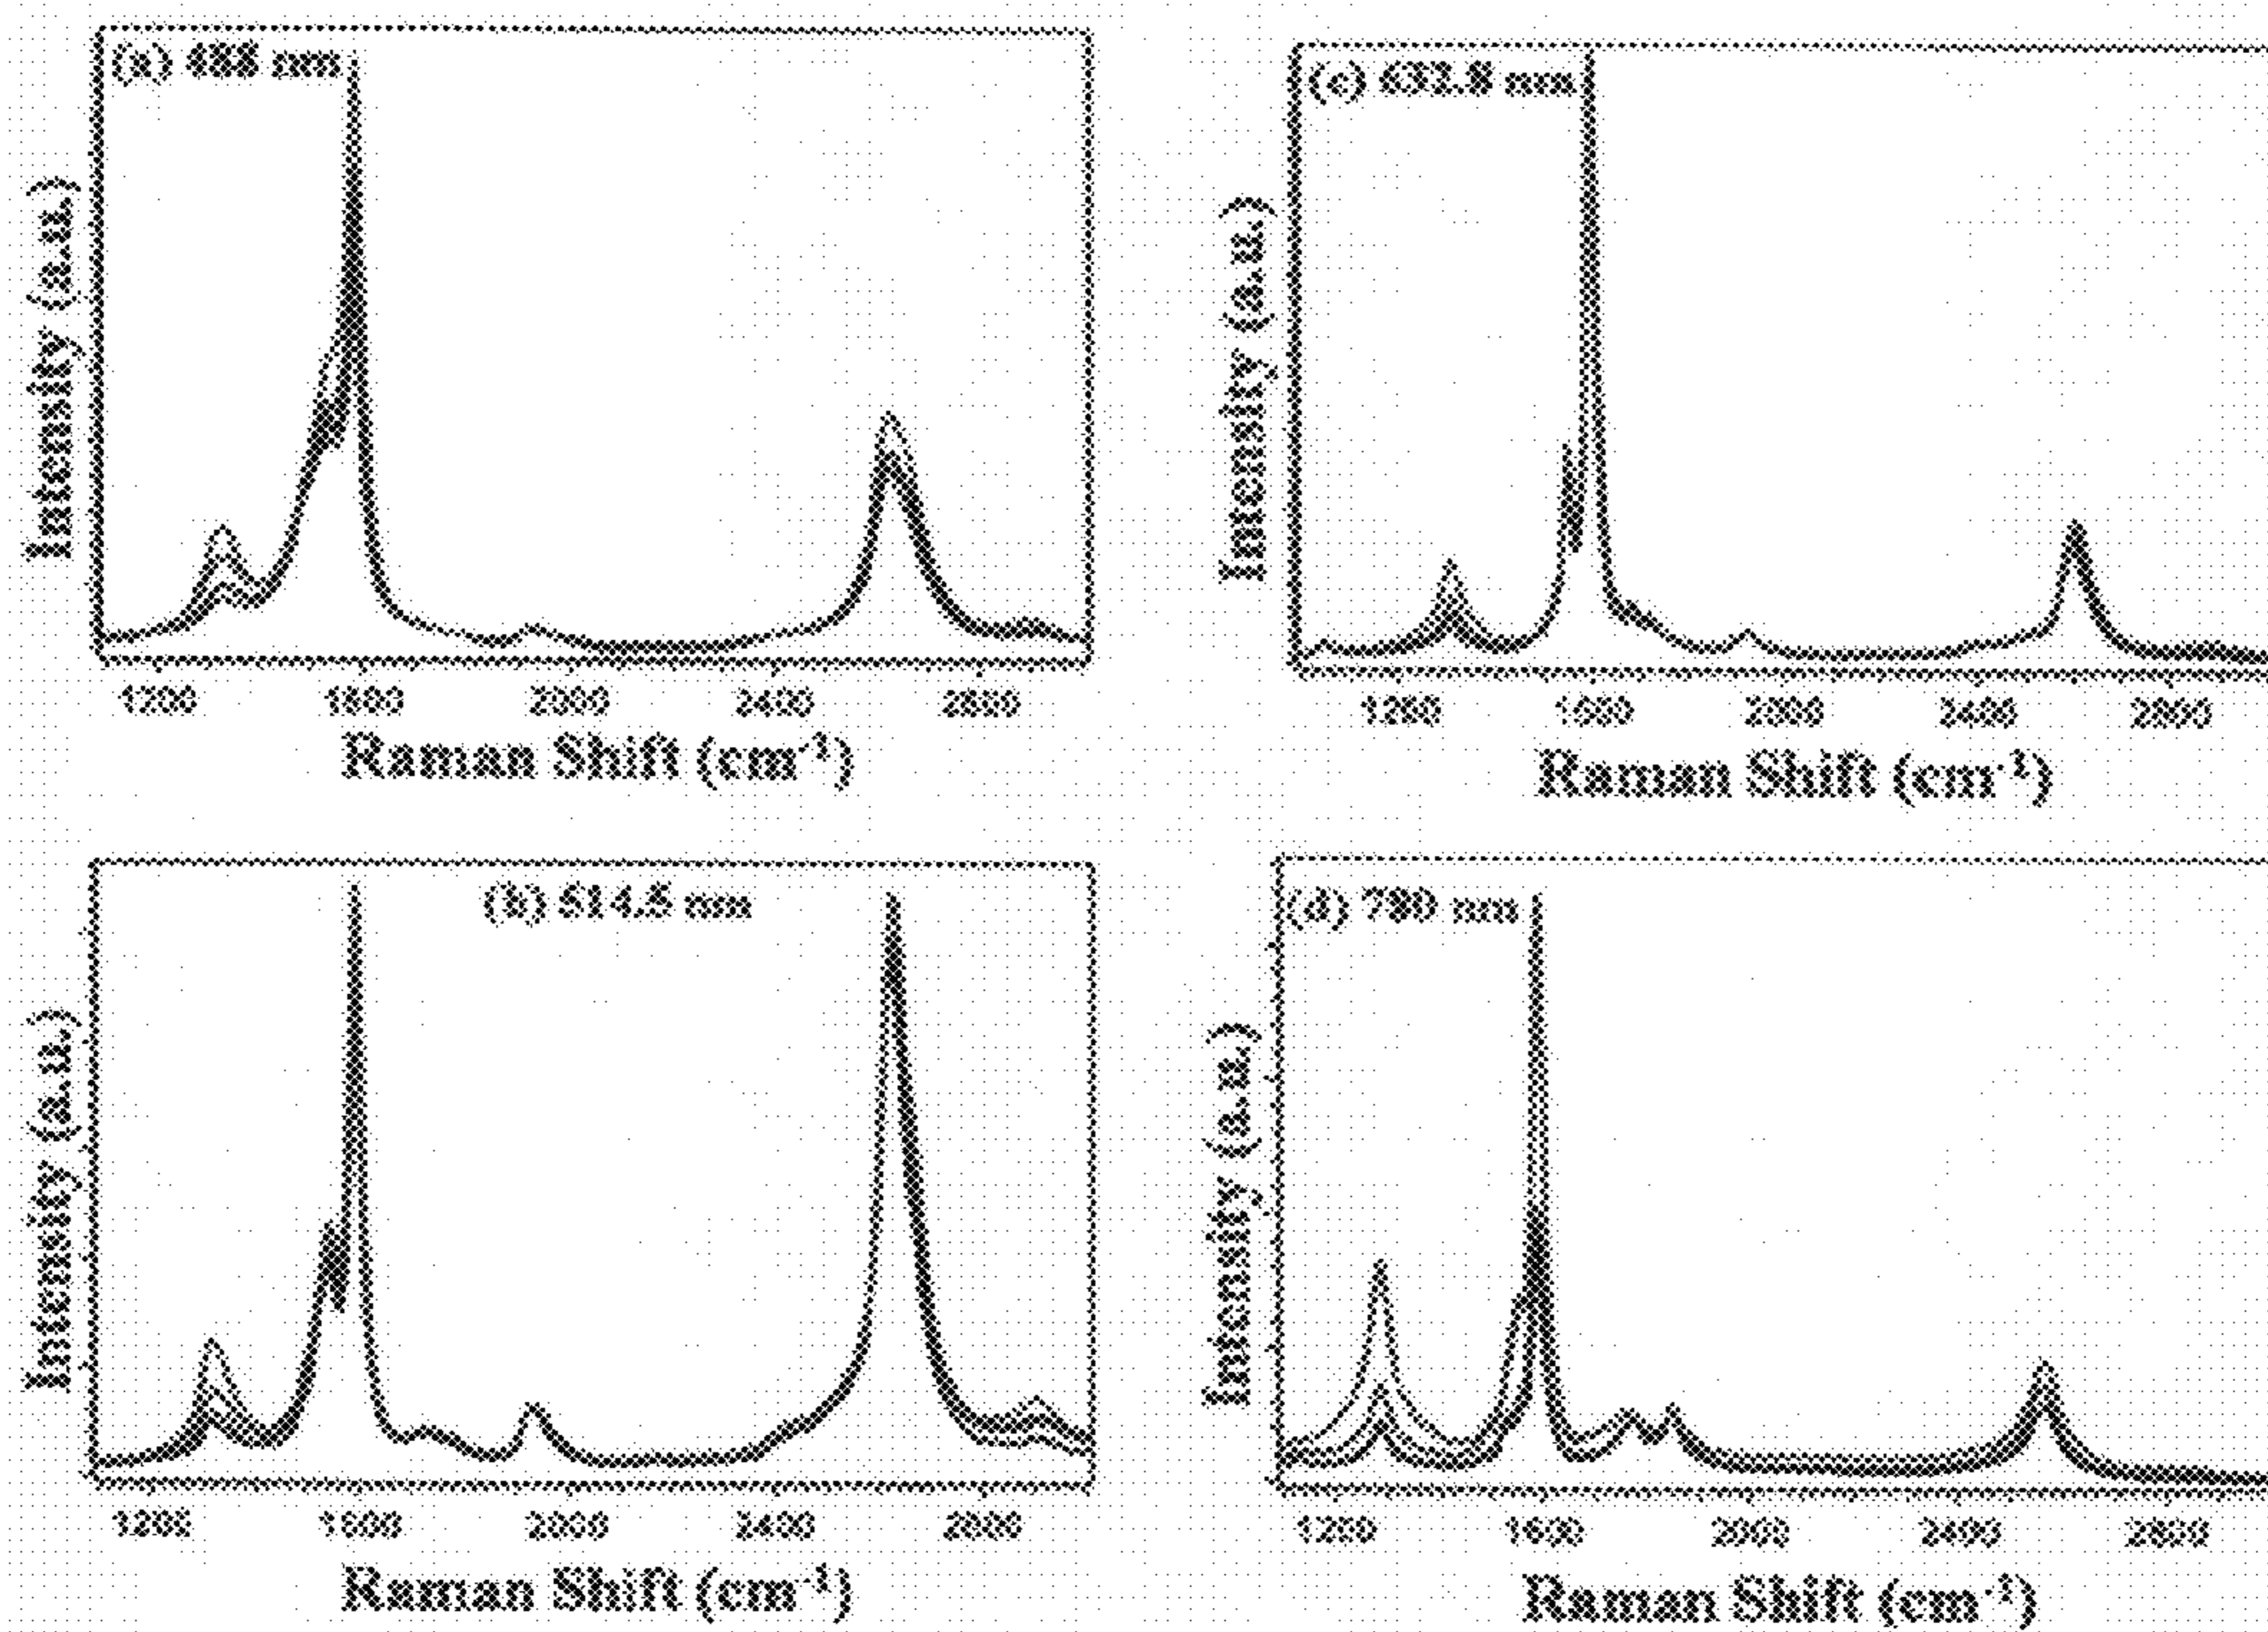 (a) 488 nm
Intensity (a.u.)
1200 1600 2000 2400 2800
Raman Shift (cm-1)
(c) 632.8 nm
Intensity (a.u.)
1200 1600 2000 2400 2800
Raman Shift (cm-1)
(b) 514.5 nm
Intensity (a.u.)
1200 1600 2000 2400 2800
Raman Shift (cm-1)
(d) 780 nm
Intensity (a.u.)
1200 1600 2000 2400 2800
Raman Shift (cm-1)